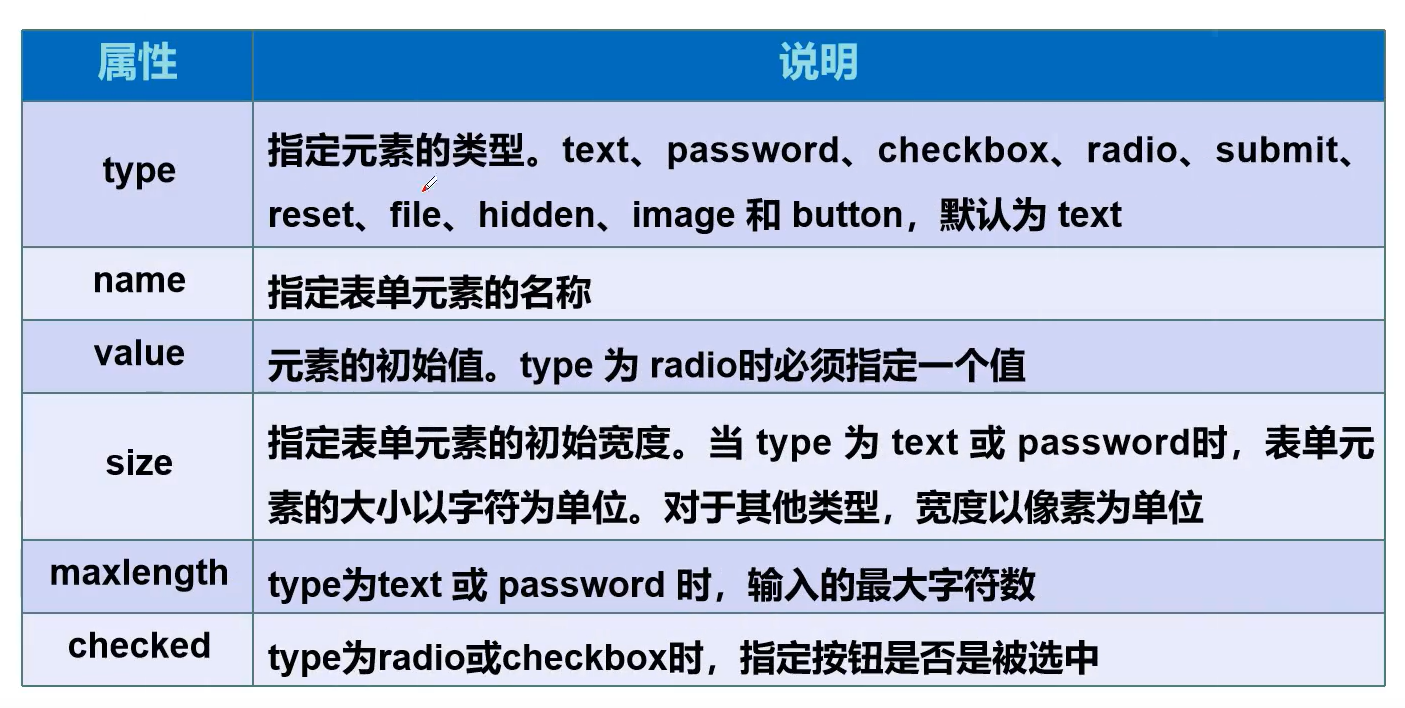 属性
说明
type
指定元素的类型。text、password、checkbox、radio、submit、
reset、file、hidden、image 和 button，默认为 text
name
指定表单元素的名称
value
元素的初始值。type 为 radio时必须指定一个值
size
指定表单元素的初始宽度。当 type 为 text 或 password时，表单元
素的大小以字符为单位。对于其他类型，宽度以像素为单位
maxlength
type为text 或 password 时，输入的最大字符数
checked
type为radio或checkbox时，指定按钮是否是被选中